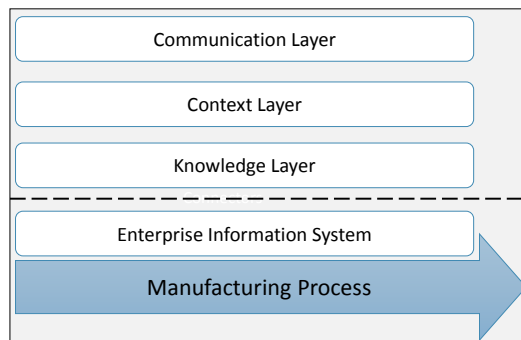 Communication Layer
Context Layer
Knowledge Layer
Enterprise Information System
Manufacturing Process